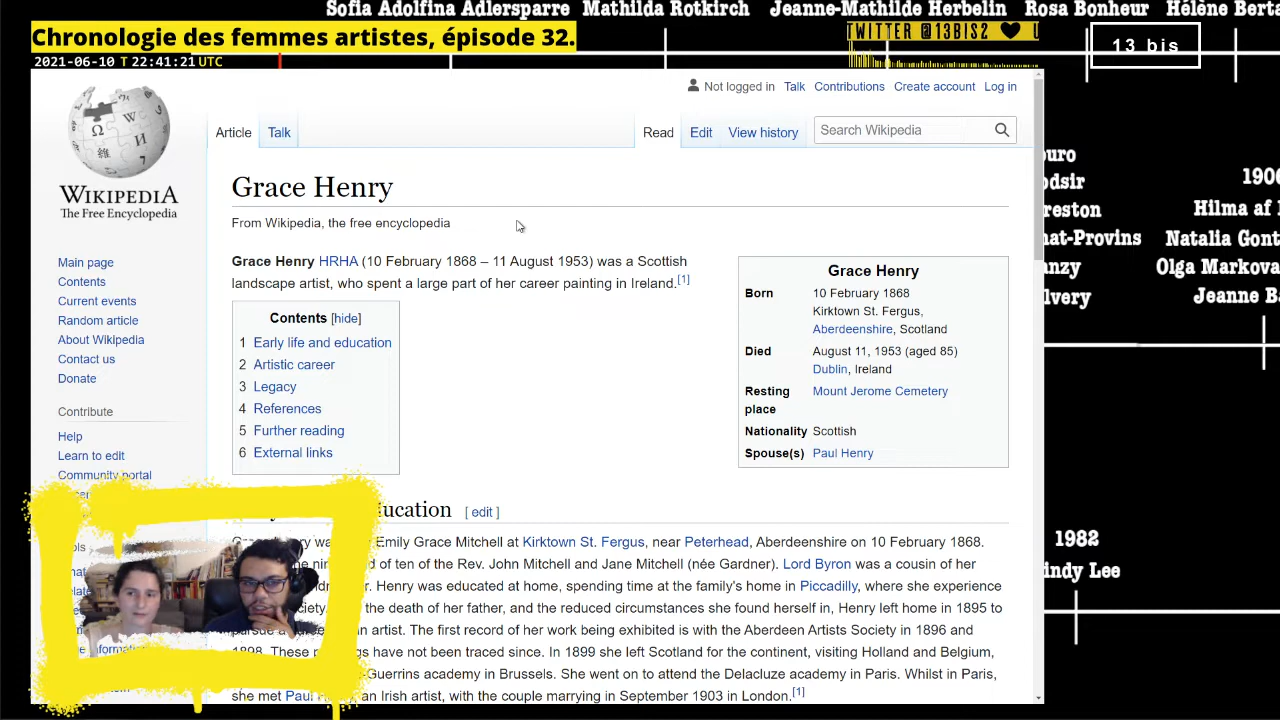 Sofia Adolfina Adlersparre Mathilda Rotkirch Jeanne-Mathilde Herbelin Rosa Bonheur
Chronologie des femmes artistes, épisode 32.
TWITTER @13BIS2
13 bis
2021-06-10 T 22:41:21 UTC
Not logged in Talk Contributions Create account Log in
Article Talk Read Edit View history Search Wikipedia
WIKIPEDIA
The Free Encyclopedia
Grace Henry
From Wikipedia, the free encyclopedia
Grace Henry HRHA (10 February 1868 – 11 August 1953) was a Scottish
landscape artist, who spent a large part of her career painting in Ireland.[1]
Contents [hide]
1 Early life and education
2 Artistic career
3 Legacy
4 References
5 Further reading
6 External links
Grace Henry
Born 10 February 1868
Kirktown St. Fergus,
Aberdeenshire, Scotland
Died August 11, 1953 (aged 85)
Dublin, Ireland
Resting place Mount Jerome Cemetery
Nationality Scottish
Spouse(s) Paul Henry
Main page
Contents
Current events
Random article
About Wikipedia
Contact us
Donate
Contribute
Help
Learn to edit
Community portal
[ edit ]
Emily Grace Mitchell at Kirktown St. Fergus, near Peterhead, Aberdeenshire on 10 February 1868.
of ten of the Rev. John Mitchell and Jane Mitchell (née Gardner). Lord Byron was a cousin of her
Henry was educated at home, spending time at the family's home in Piccadilly, where she experience
the death of her father, and the reduced circumstances she found herself in, Henry left home in 1895 to
an artist. The first record of her work being exhibited is with the Aberdeen Artists Society in 1896 and
1898. These have not been traced since. In 1899 she left Scotland for the continent, visiting Holland and Belgium,
academy in Brussels. She went on to attend the Delacluze academy in Paris. Whilst in Paris,
she met Paul an Irish artist, with the couple marrying in September 1903 in London.[1]
Hilma af
Natalia
Olga
Jeanne
1982
Lee